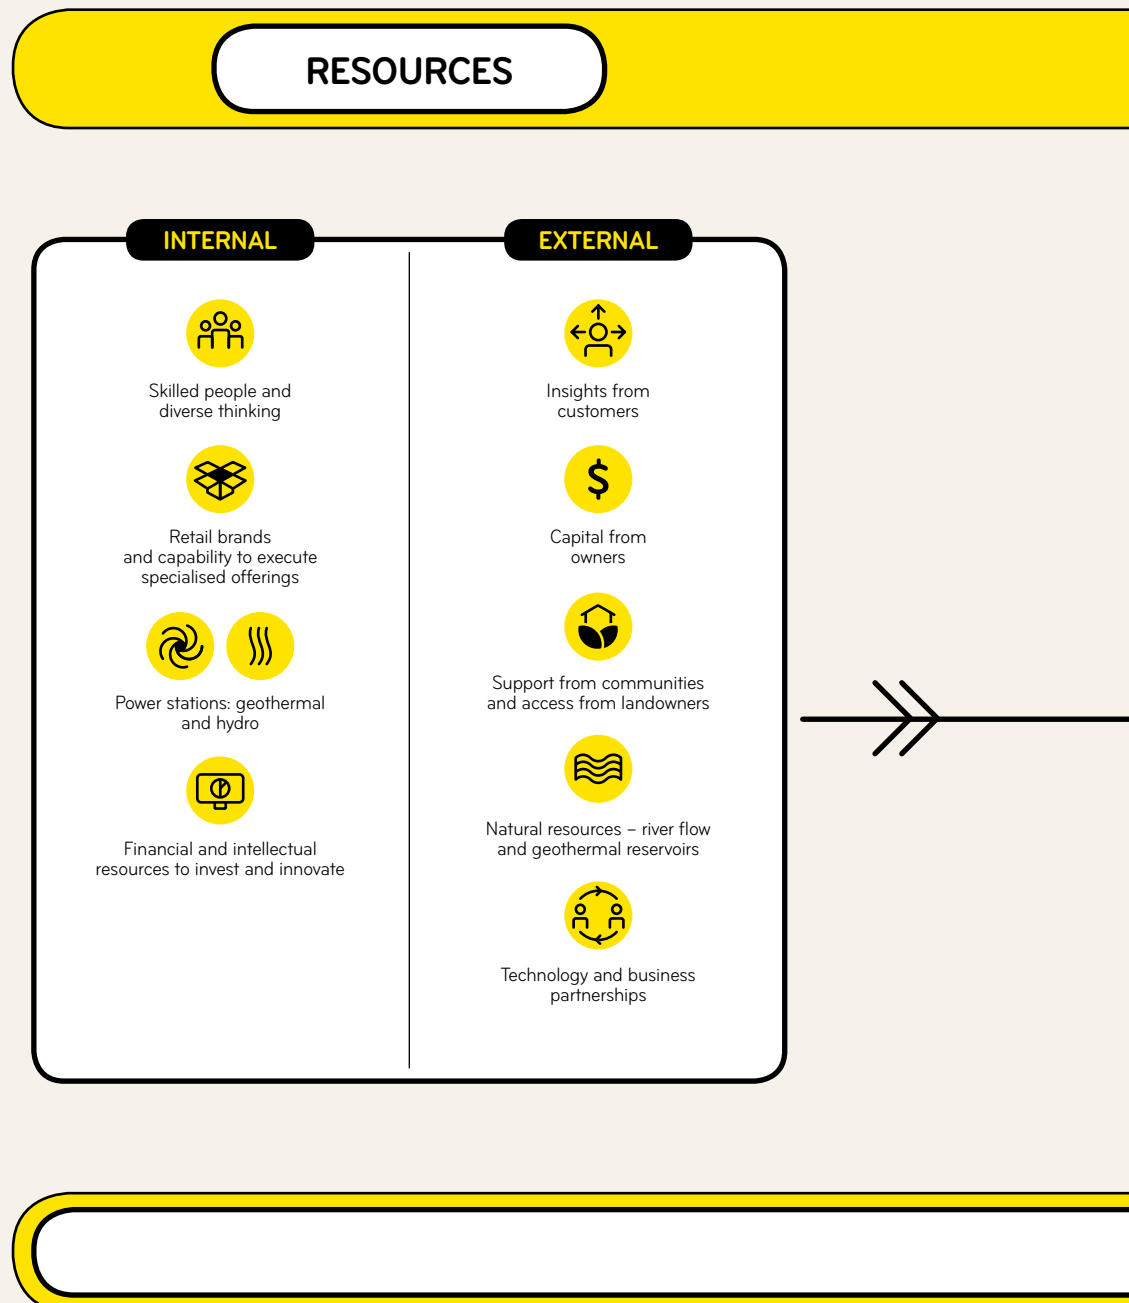 RESOURCES
INTERNAL
Skilled people and
diverse thinking
Retail brands
and capability to execute
specialised offerings
Power stations: geothermal
and hydro
Financial and intellectual
resources to invest and innovate
EXTERNAL
Insights from
customers
$
Capital from
owners
Support from communities
and access from landowners
Natural resources – river flow
and geothermal reservoirs
Technology and business
partnerships